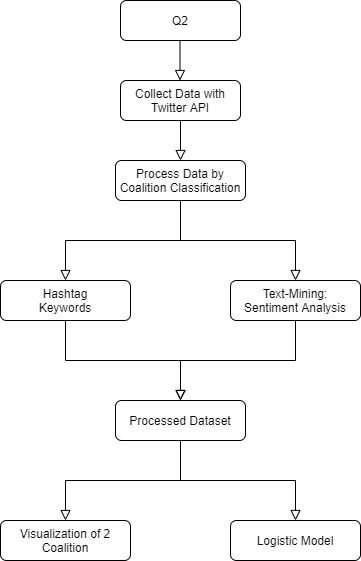 Q2
Collect Data with
Twitter API
Process Data by
Coalition Classification
Hashtag
Keywords
Text-Mining:
Sentiment Analysis
Processed Dataset
Visualization of 2
Coalition
Logistic Model